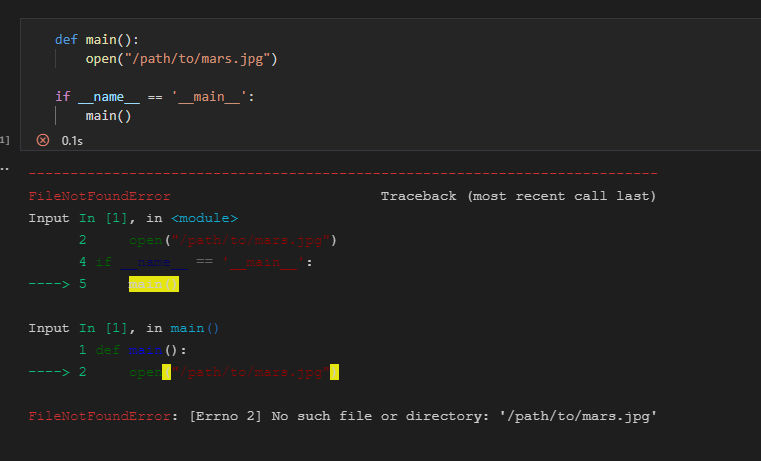 def main():
    open("/path/to/mars.jpg")
if __name__ == '__main__':
    main()
1]
0.1s
..
---------------------------------------------------------------------------
FileNotFoundError                         Traceback (most recent call last)
Input In [1], in <module>
      2     open("/path/to/mars.jpg")
      4 if __name__ == '__main__':
----> 5     main()
Input In [1], in main()
      1 def main():
----> 2     open("/path/to/mars.jpg")
FileNotFoundError: [Errno 2] No such file or directory: '/path/to/mars.jpg'